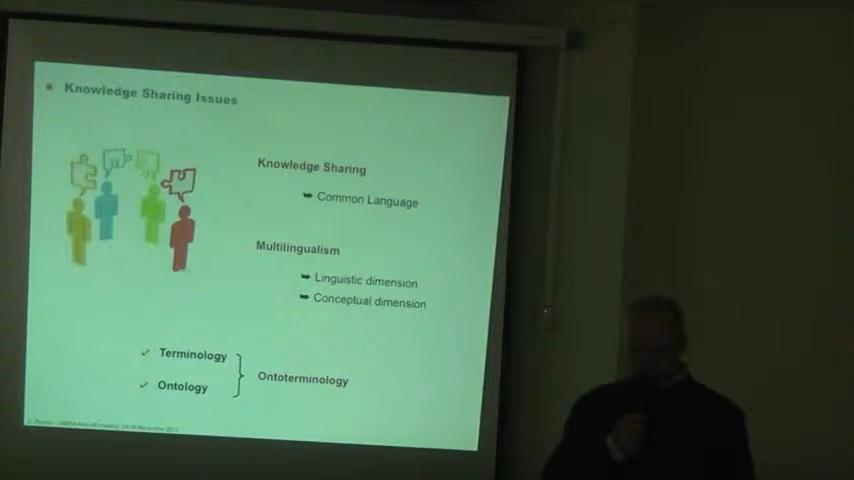 Knowledge Sharing Issues
Knowledge Sharing
➥ Common Language
Multilingualism
➥ Linguistic dimension
➥ Conceptual dimension
✓ Terminology
✓ Ontology
Ontoterminology